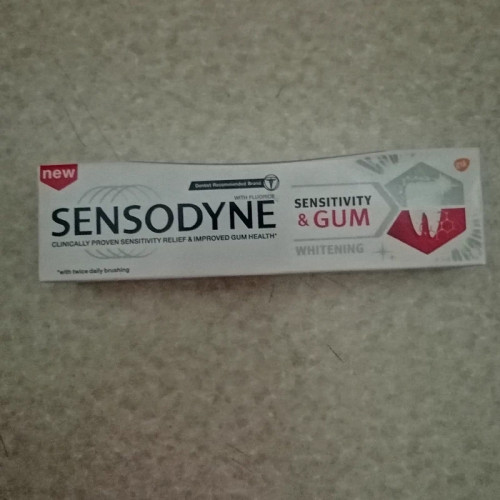 new
Dentist Recommended Brand
WITH FLUORIDE
SENSODYNE
CLINICALLY PROVEN SENSITIVITY RELIEF & IMPROVED GUM HEALTH*
*with twice daily brushing
SENSITIVITY
& GUM
WHITENING
gsk